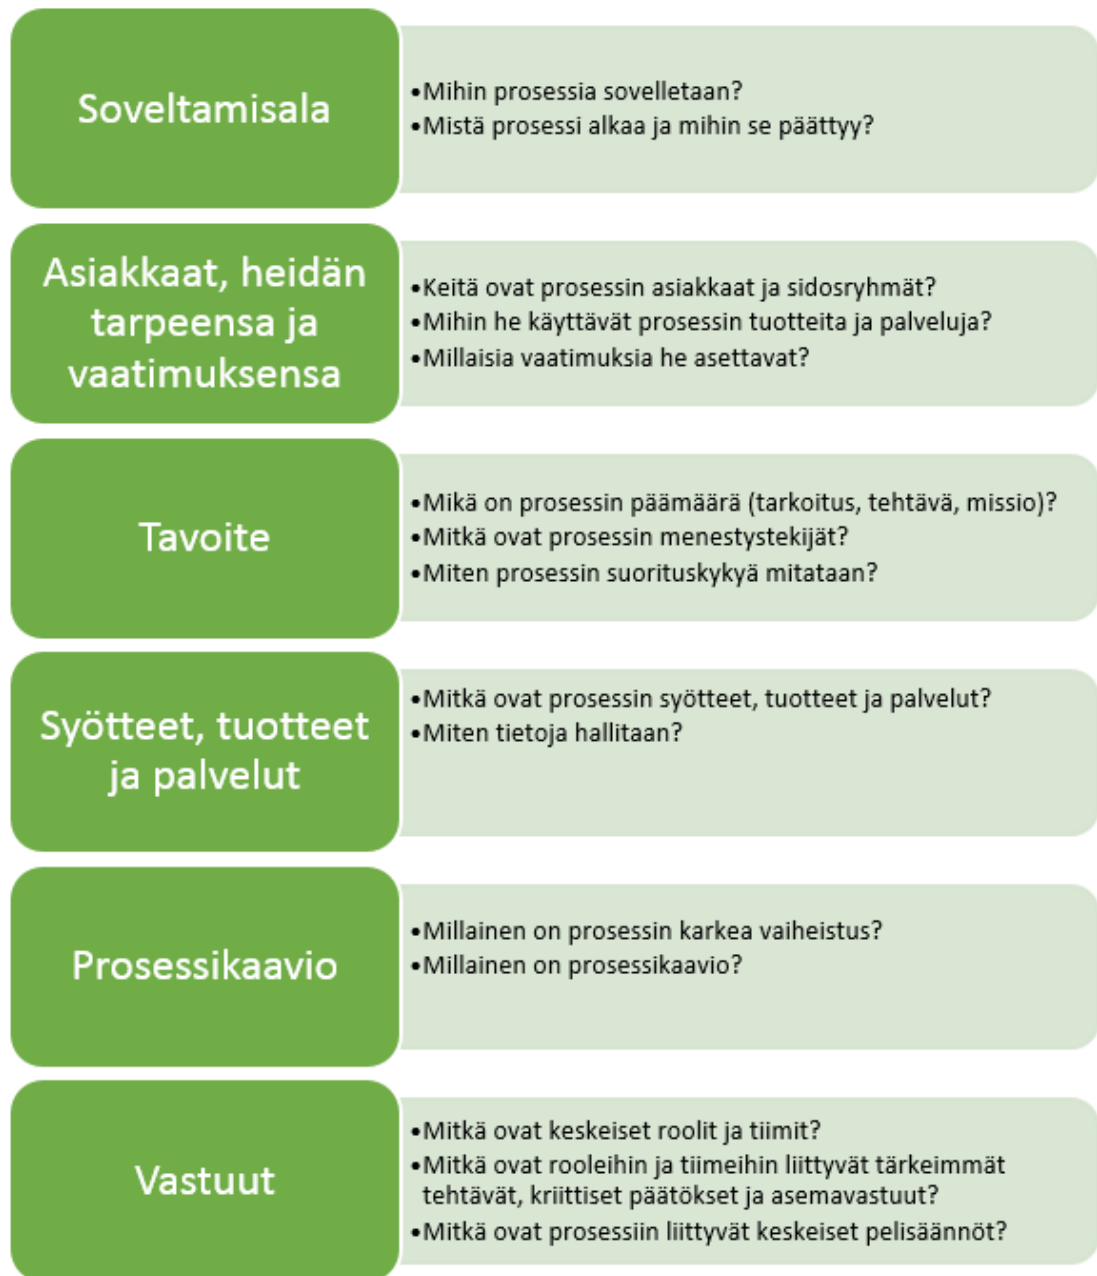 Soveltamisala
•Mihin prosessia sovelletaan?
•Mistä prosessi alkaa ja mihin se päättyy?
Asiakkaat, heidän
tarpeensa ja
vaatimuksensa
•Keitä ovat prosessin asiakkaat ja sidosryhmät?
•Mihin he käyttävät prosessin tuotteita ja palveluja?
•Millaisia vaatimuksia he asettavat?
Tavoite
•Mikä on prosessin päämäärä (tarkoitus, tehtävä, missio)?
•Mitkä ovat prosessin menestystekijät?
•Miten prosessin suorituskykyä mitataan?
Syötteet, tuotteet
ja palvelut
•Mitkä ovat prosessin syötteet, tuotteet ja palvelut?
•Miten tietoja hallitaan?
Prosessikaavio
•Millainen on prosessin karkea vaiheistus?
•Millainen on prosessikaavio?
Vastuut
•Mitkä ovat keskeiset roolit ja tiimit?
•Mitkä ovat rooleihin ja tiimeihin liittyvät tärkeimmät
tehtävät, kriittiset päätökset ja asemavastuut?
•Mitkä ovat prosessiin liittyvät keskeiset pelisäännöt?